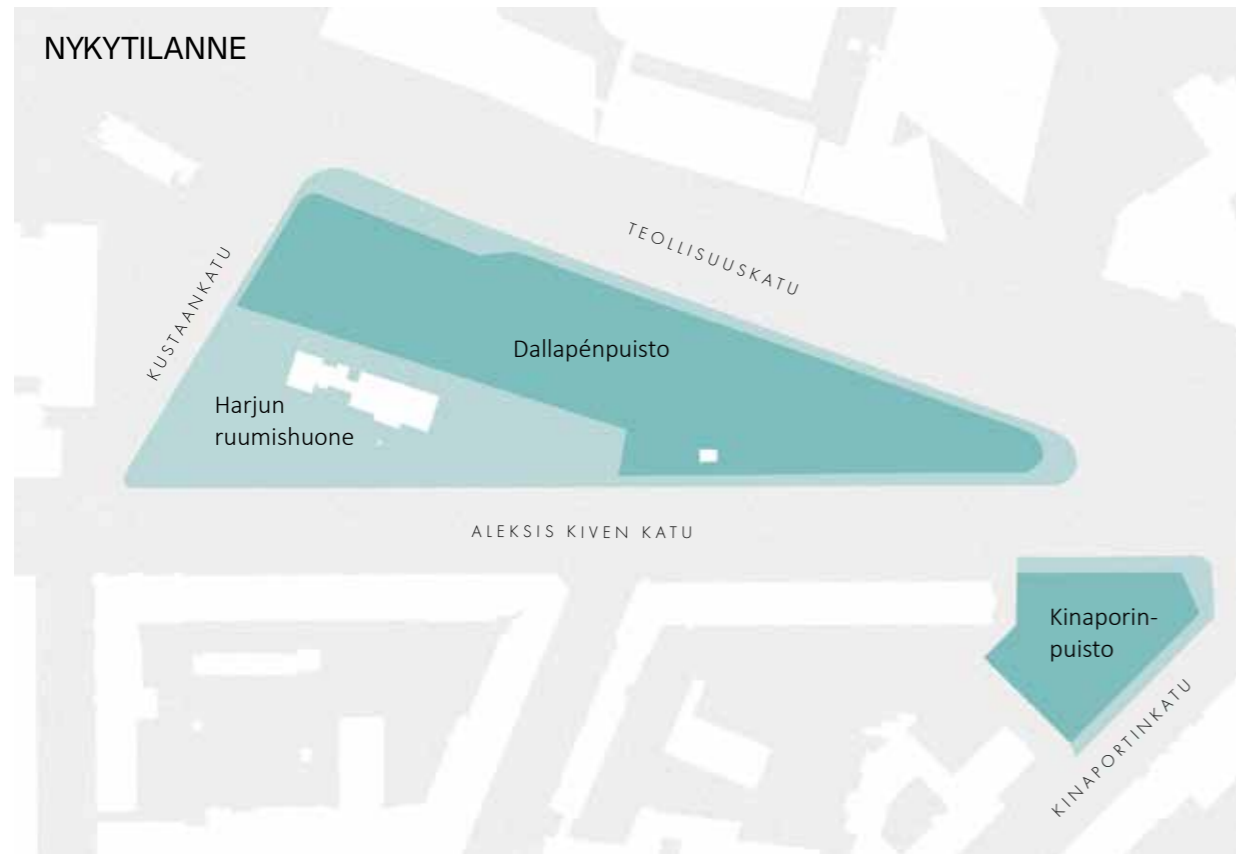 NYKYTILANNE
TEOLLISUUSKATU
KUSTAANKATU
Dallapénpuisto
Harjun
ruumishuone
ALEKSIS KIVEN KATU
Kinaporin-
puisto
KINAPORTINKATU